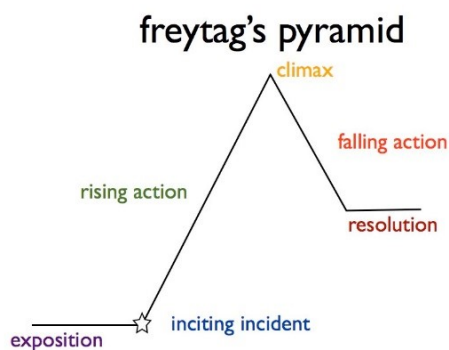 freytag's pyramid
climax
falling action
rising action
resolution
inciting incident
exposition